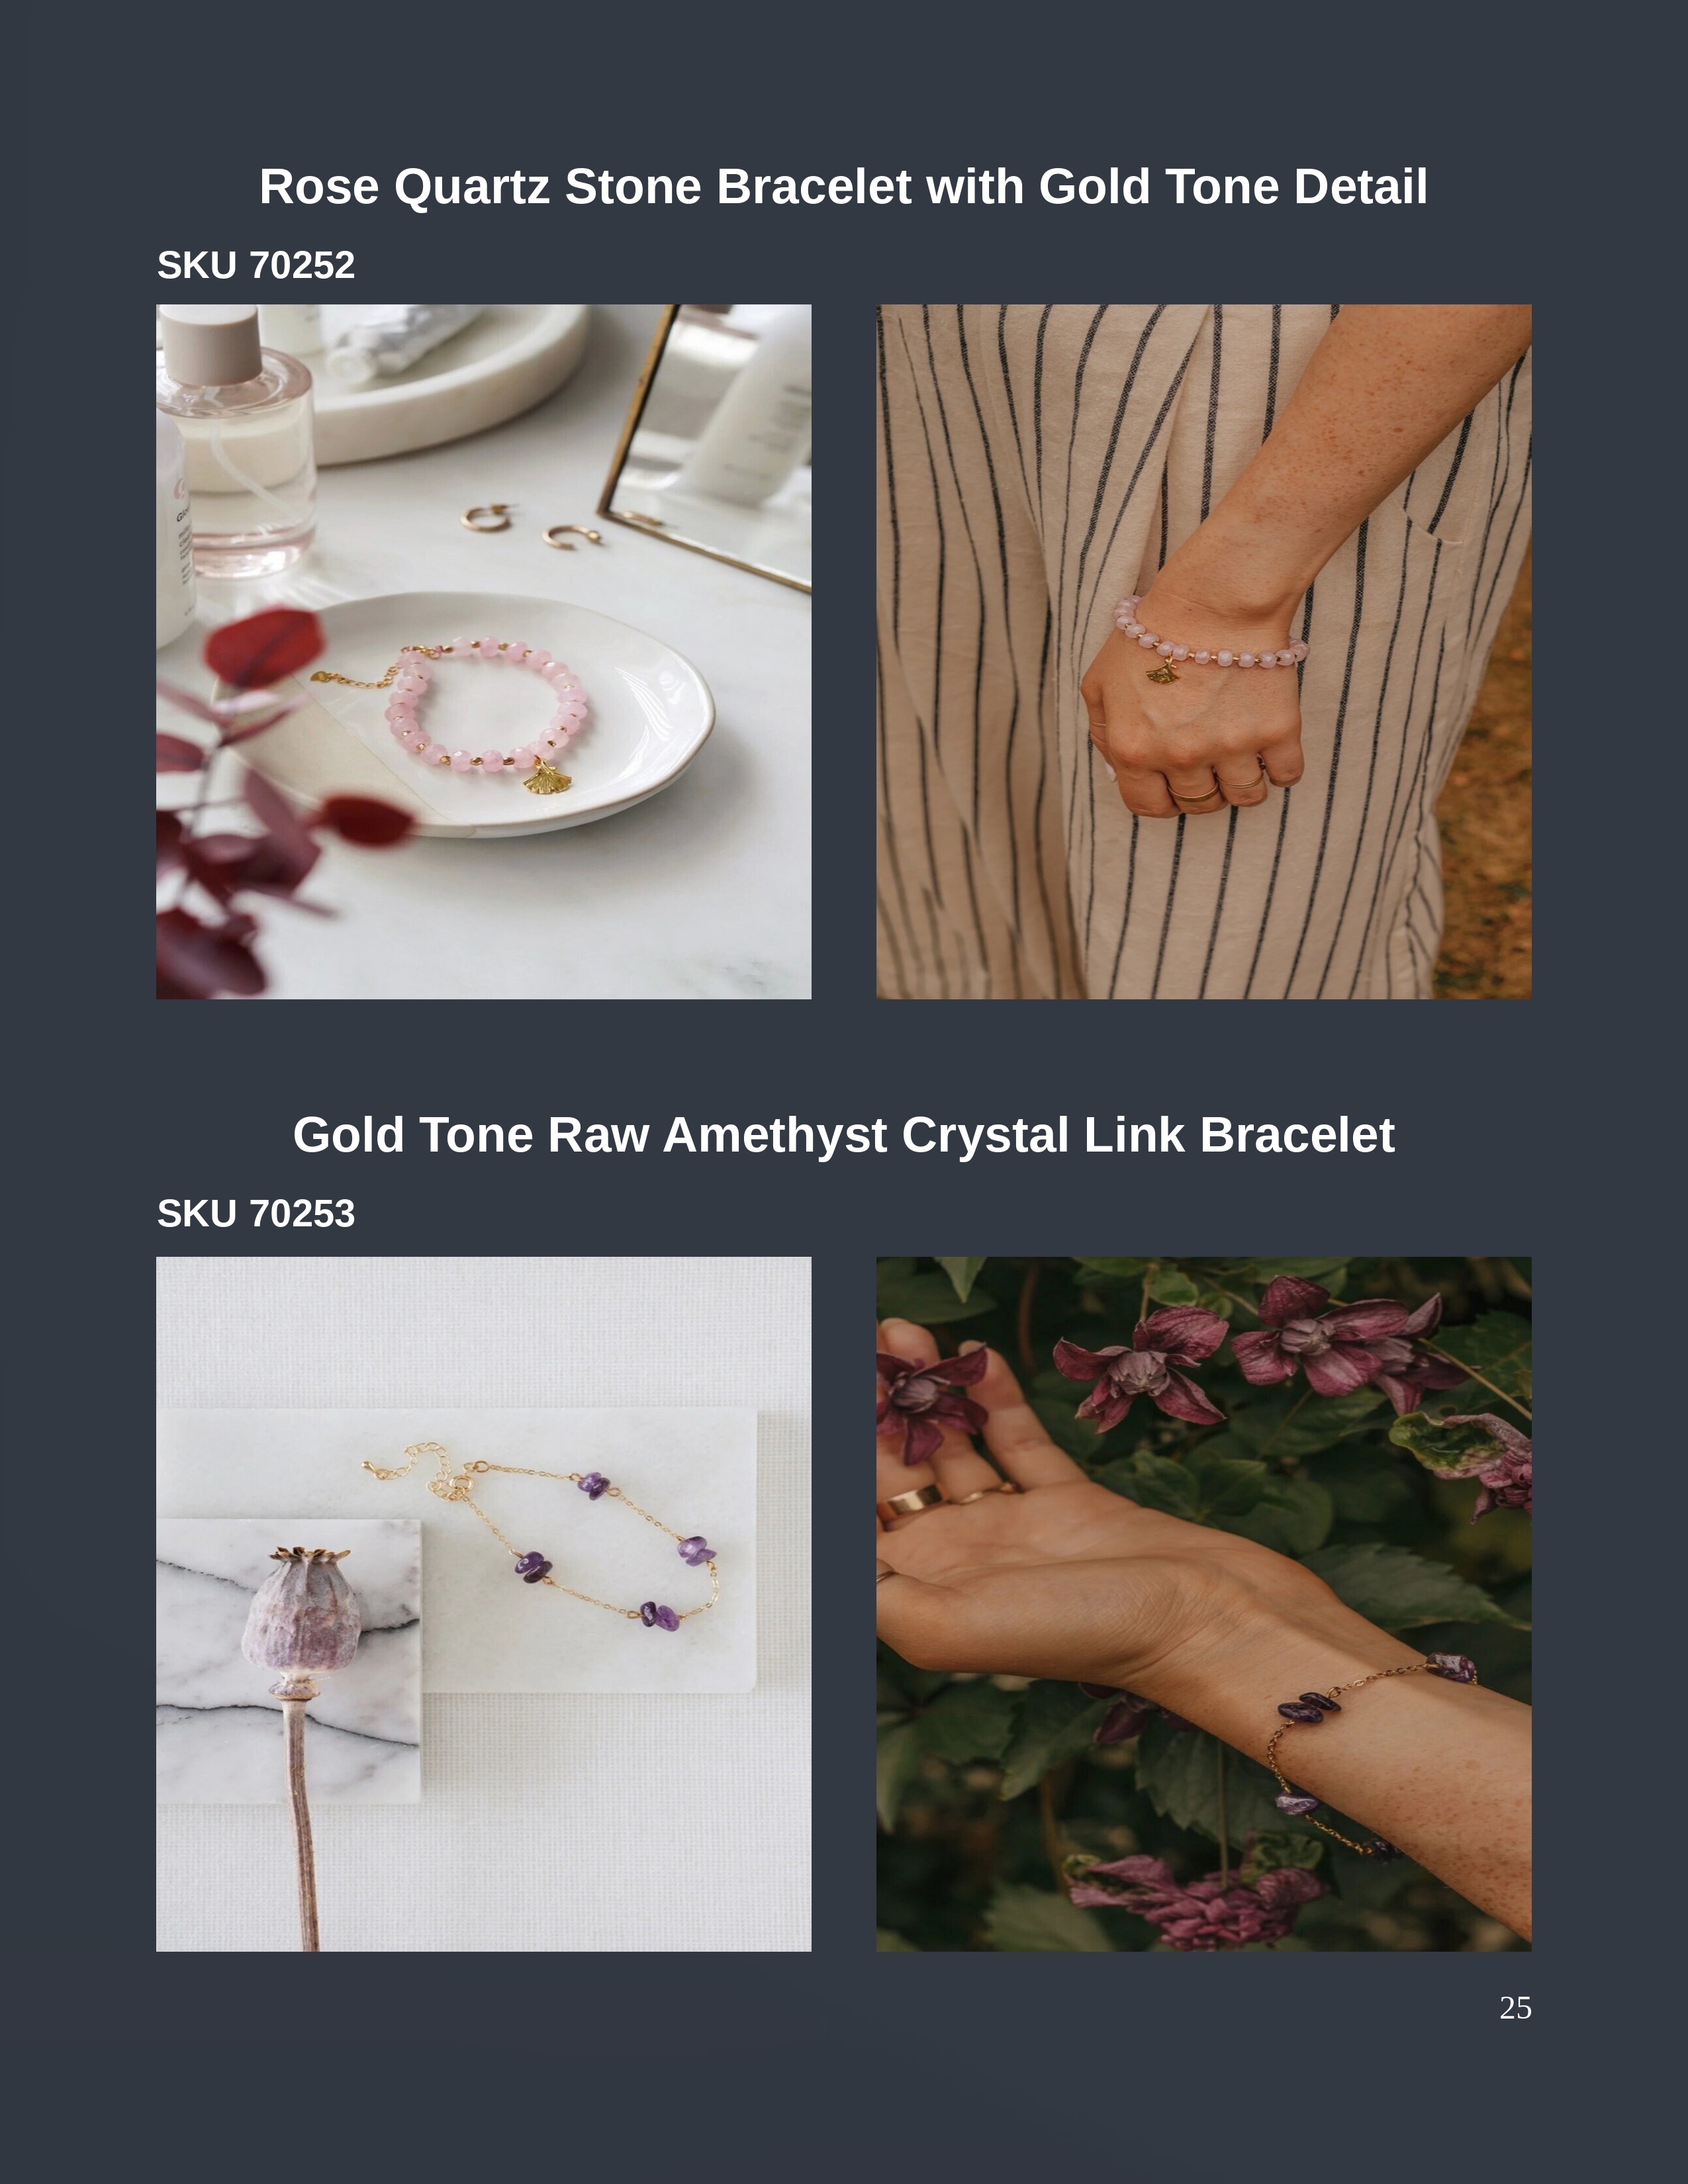 Rose Quartz Stone Bracelet with Gold Tone Detail
SKU 70252
Gold Tone Raw Amethyst Crystal Link Bracelet
SKU 70253
25